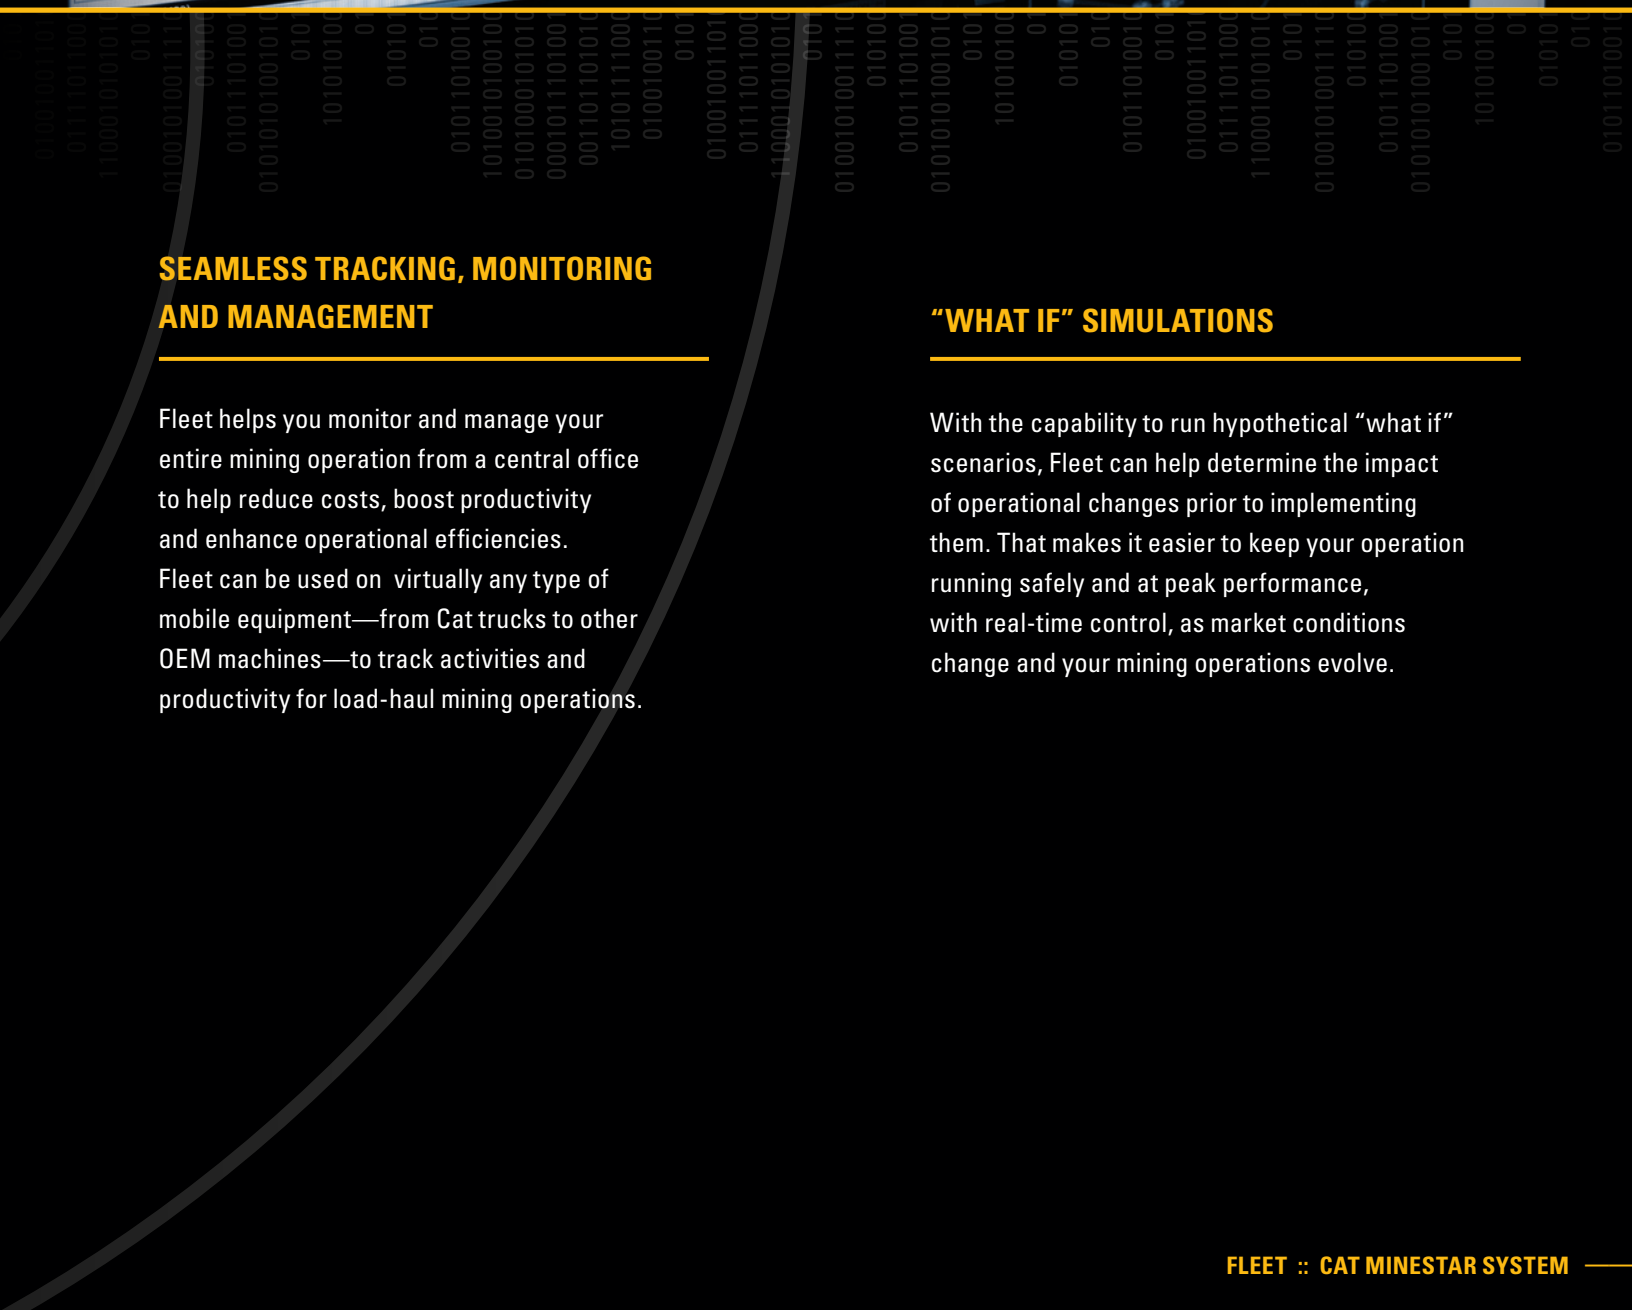 SEAMLESS TRACKING, MONITORING
AND MANAGEMENT
Fleet helps you monitor and manage your
entire mining operation from a central office
to help reduce costs, boost productivity
and enhance operational efficiencies.
Fleet can be used on  virtually any type of
mobile equipment—from Cat trucks to other
OEM machines—to track activities and
productivity for load-haul mining operations.
“WHAT IF” SIMULATIONS
With the capability to run hypothetical “what if”
scenarios, Fleet can help determine the impact
of operational changes prior to implementing
them. That makes it easier to keep your operation
running safely and at peak performance,
with real-time control, as market conditions
change and your mining operations evolve.
FLEET :: CAT MINESTAR SYSTEM